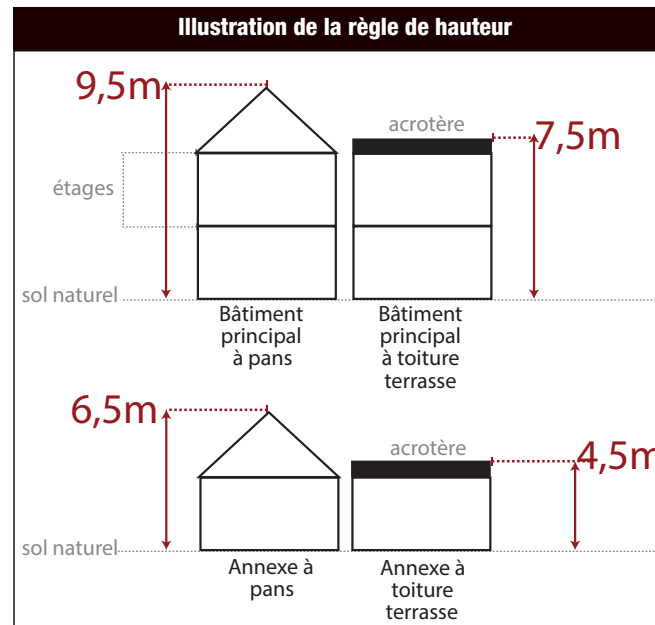 Illustration de la règle de hauteur
9,5m
acrotère
7,5m
étages
sol naturel
Bâtiment
principal
à pans
Bâtiment
principal
à toiture
terrasse
6,5m
acrotère
4,5m
sol naturel
Annexe à
pans
Annexe à
toiture
terrasse